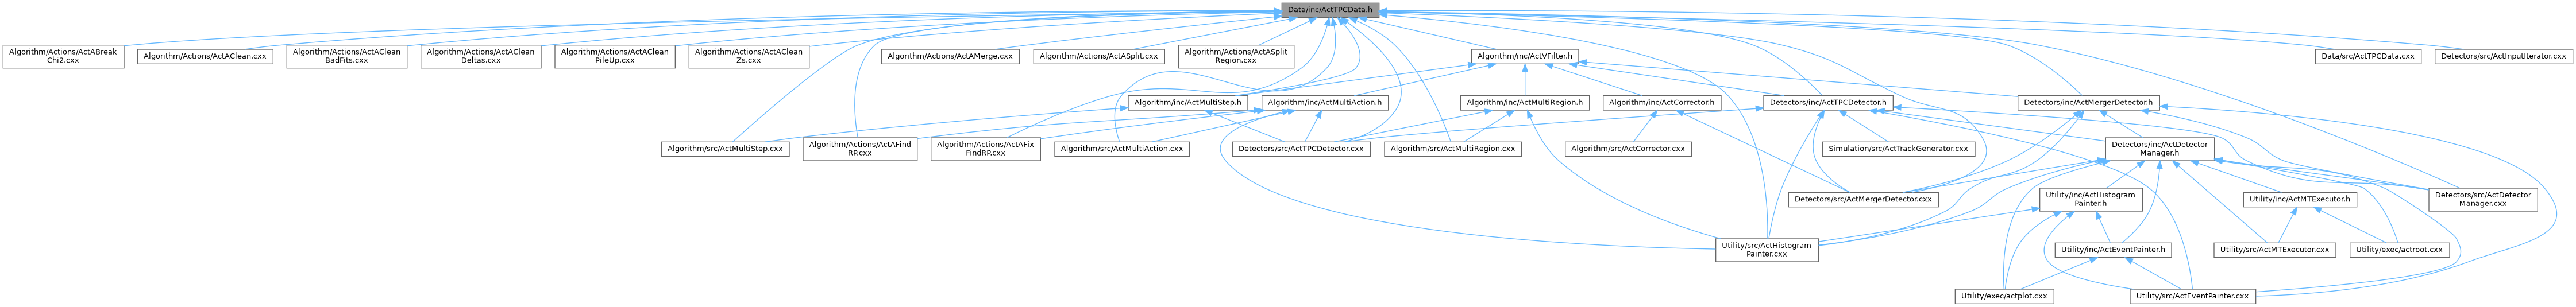 Data/inc/ActTPCData.h
Algorithm/Actions/ActABreak
Chi2.cxx
Algorithm/Actions/ActAClean.cxx
Algorithm/Actions/ActAClean
BadFits.cxx
Algorithm/Actions/ActAClean
Deltas.cxx
Algorithm/Actions/ActAClean
PileUp.cxx
Algorithm/Actions/ActAClean
Zs.cxx
Algorithm/Actions/ActAMerge.cxx
Algorithm/Actions/ActASplit.cxx
Algorithm/Actions/ActASplit
Region.cxx
Algorithm/inc/ActVFilter.h
Data/src/ActTPCData.cxx
Detectors/src/ActInputIterator.cxx
Algorithm/inc/ActMultiStep.h
Algorithm/inc/ActMultiAction.h
Algorithm/inc/ActMultiRegion.h
Algorithm/inc/ActCorrector.h
Detectors/inc/ActTPCDetector.h
Detectors/inc/ActMergerDetector.h
Algorithm/src/ActMultiStep.cxx
Algorithm/Actions/ActAFind
RP.cxx
Algorithm/Actions/ActAFix
FindRP.cxx
Algorithm/src/ActMultiAction.cxx
Detectors/src/ActTPCDetector.cxx
Algorithm/src/ActMultiRegion.cxx
Algorithm/src/ActCorrector.cxx
Simulation/src/ActTrackGenerator.cxx
Detectors/inc/ActDetector
Manager.h
Detectors/src/ActMergerDetector.cxx
Utility/inc/ActHistogram
Painter.h
Utility/inc/ActMTExecutor.h
Detectors/src/ActDetector
Manager.cxx
Utility/src/ActHistogram
Painter.cxx
Utility/inc/ActEventPainter.h
Utility/src/ActMTExecutor.cxx
Utility/exec/actroot.cxx
Utility/exec/actplot.cxx
Utility/src/ActEventPainter.cxx